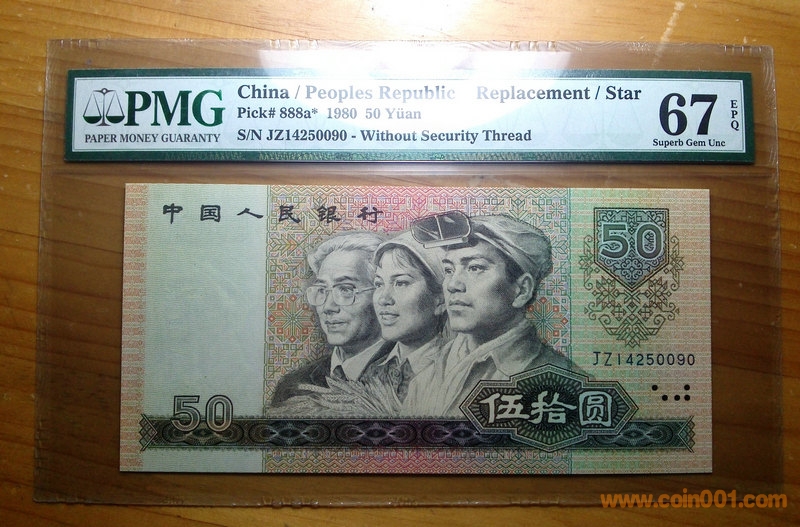 PMG
PAPER MONEY GUARANTY
China / Peoples Republic Replacement / Star
Pick# 888a* 1980 50 Yüan
S/N JZ14250090 - Without Security Thread
67 EPQ
Superb Gem Unc
中国人民银行
50
JZ14250090
50
伍拾圆
www.coin001.com